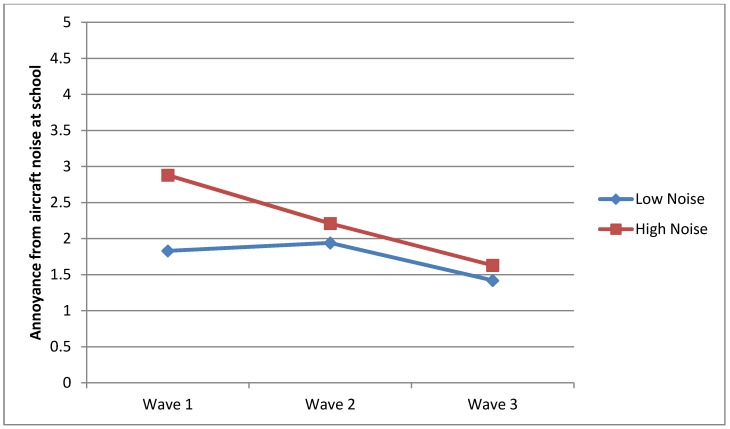 Annoyance from aircraft noise at school
5
4.5
4
3.5
3
2.5
2
1.5
1
0.5
0
Wave 1
Wave 2
Wave 3
Low Noise
High Noise